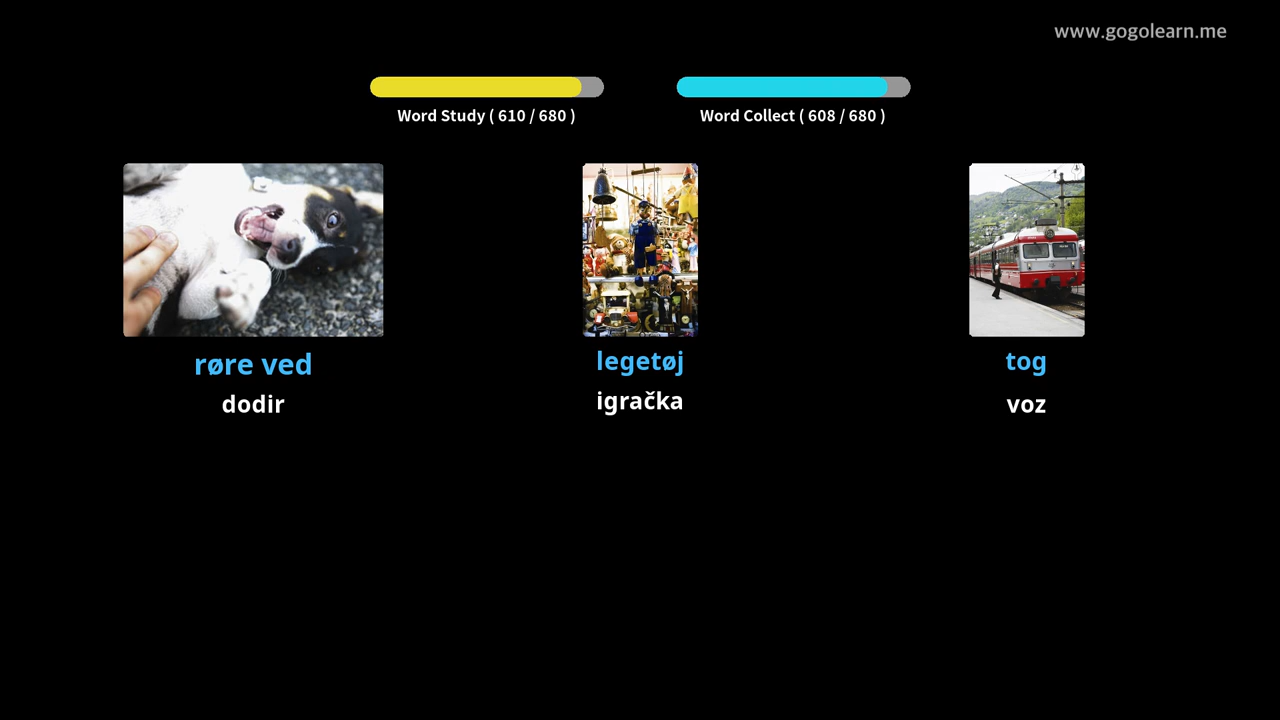 www.gogolearn.me
Word Study ( 610 / 680 )
Word Collect ( 608 / 680 )
røre ved
legetøj
tog
dodir
igračka
voz